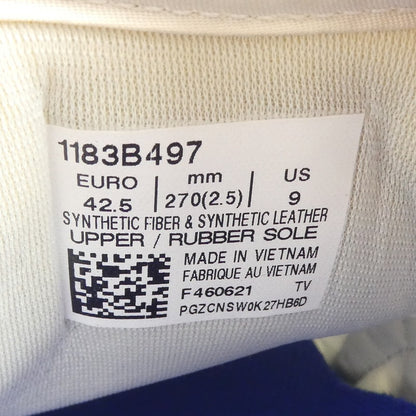 1183B497
EURO | mm | US
42.5 | 270(2.5) | 9
SYNTHETIC FIBER & SYNTHETIC LEATHER
UPPER / RUBBER SOLE
MADE IN VIETNAM
FABRIQUE AU VIETNAM
F460621 TV
PGZCNSW0K27HB6D